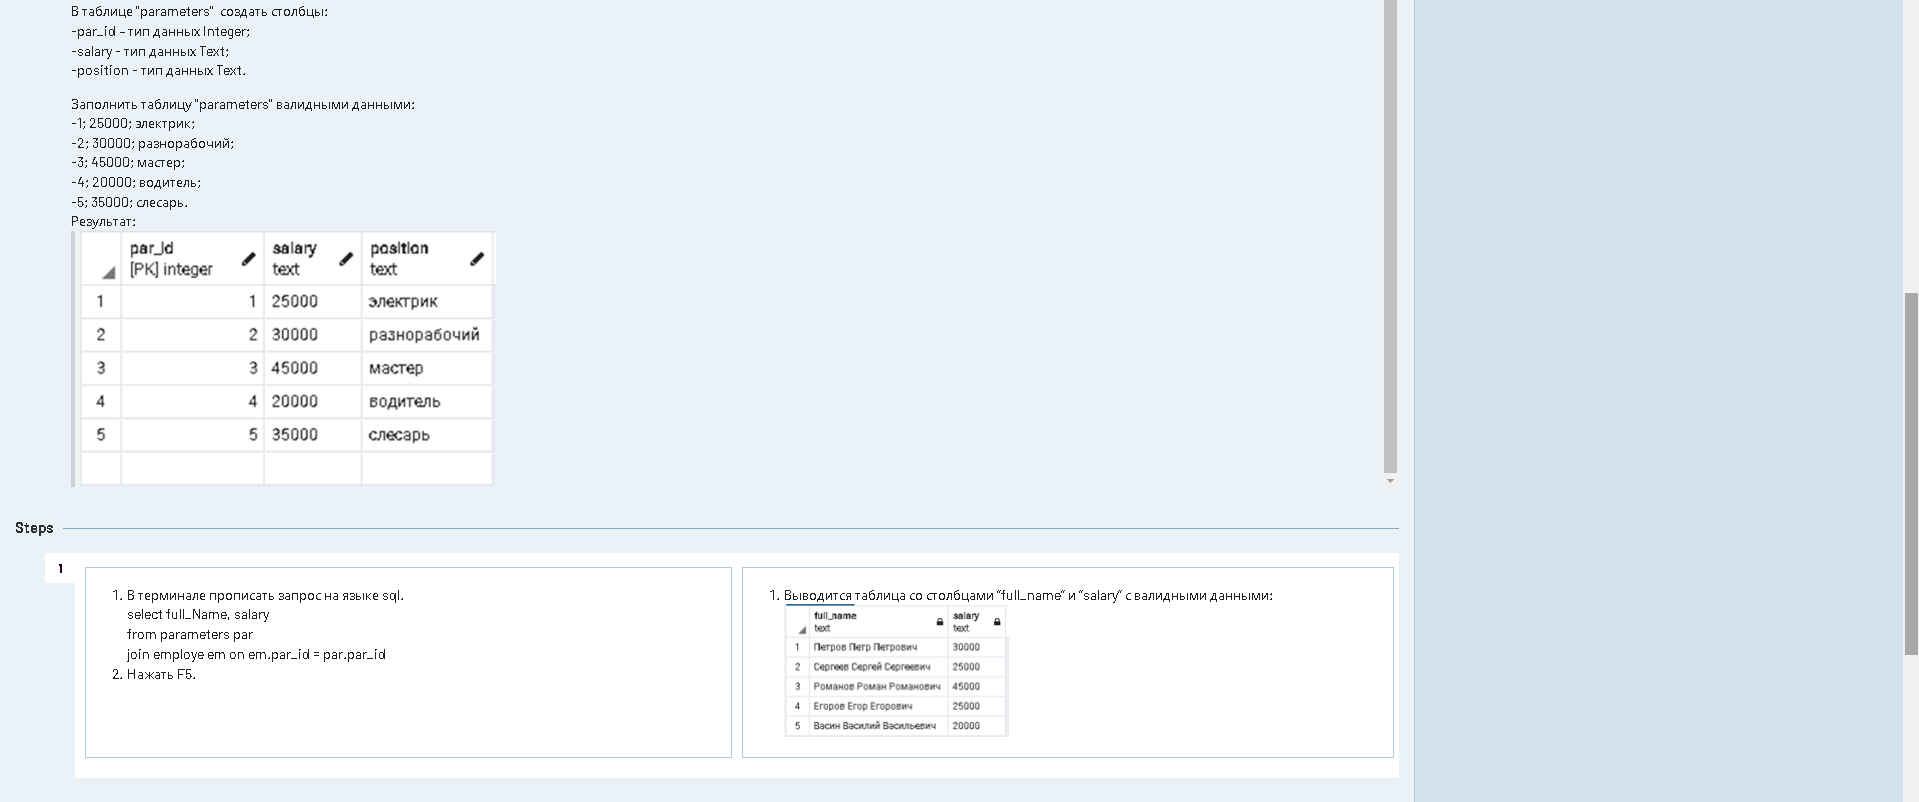 В таблице "parameters" создать столбцы:
-par_id – тип данных Integer;
-salary - тип данных Text;
-position - тип данных Text.
Заполнить таблицу "parameters" валидными данными:
-1; 25000; электрик;
-2; 30000; разнорабочий;
-3; 45000; мастер;
-4; 20000; водитель;
-5; 35000; слесарь.
Результат:
par_id salary position
[PK] integer text text
1 1 25000 электрик
2 2 30000 разнорабочий
3 3 45000 мастер
4 4 20000 водитель
5 5 35000 слесарь
Steps
1
1. В терминале прописать запрос на языке sql.
select full_Name, salary
from parameters par
join employe em on em.par_id = par.par_id
2. Нажать F5.
1. Выводится таблица со столбцами "full_name" и "salary" с валидными данными:
full_name salary
text text
1 Петров Петр Петрович 30000
2 Сергеев Сергей Сергеевич 25000
3 Романов Роман Романович 45000
4 Егоров Егор Егорович 25000
5 Васин Василий Васильевич 20000